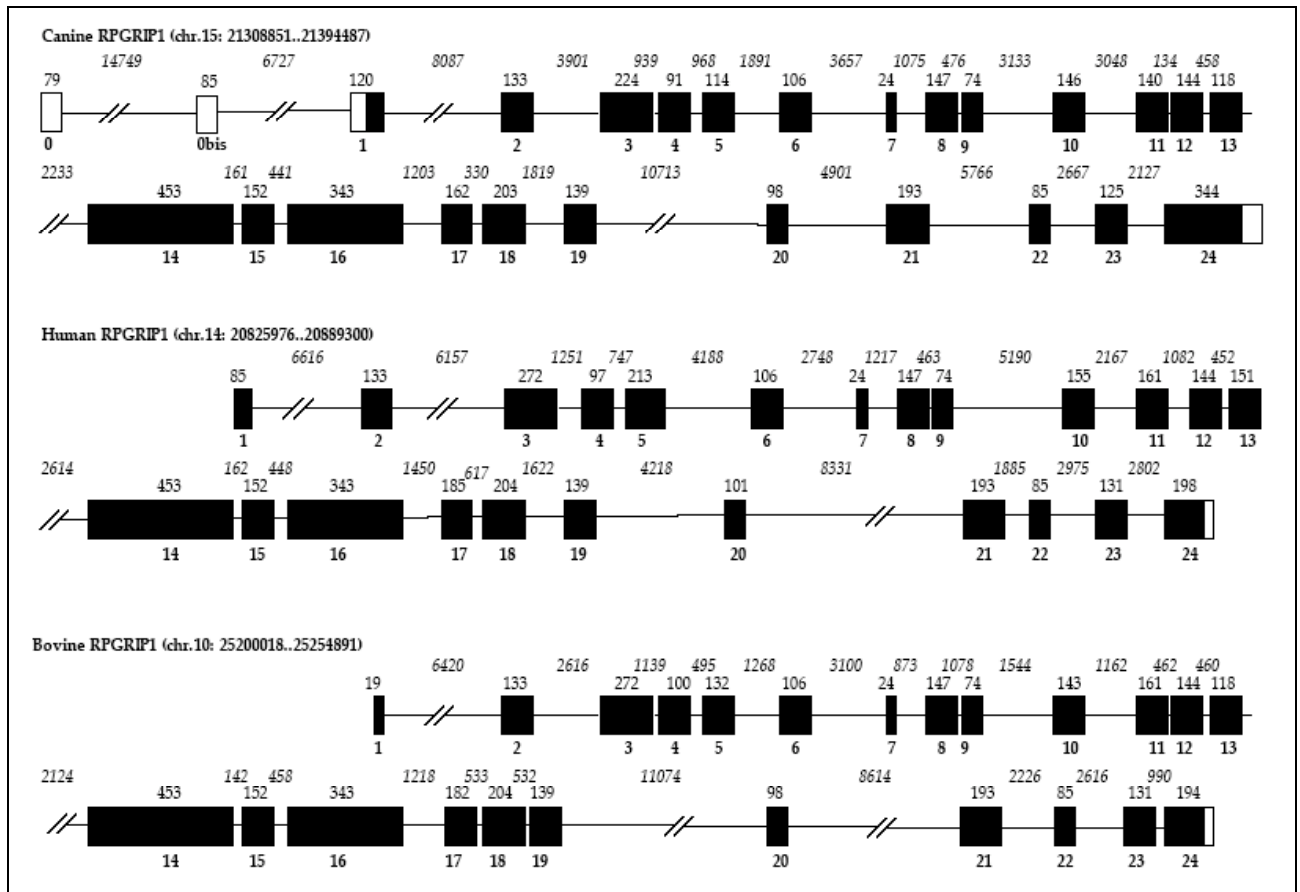 Canine RPGRIP1 (chr.15: 21308851..21394487)
14749 6727 8087 3901 939 968 1891 3657 1075 476 3133 3048 134 458
79 85 120 133 224 91 114 106 24 147 74 146 140 144 118
0 0bis 1 2 3 4 5 6 7 8 9 10 11 12 13
2233 161 441 1203 330 1819 10713 4901 5766 2667 2127
453 152 343 162 203 139 98 193 85 125 344
14 15 16 17 18 19 20 21 22 23 24
Human RPGRIP1 (chr.14: 20825976..20889300)
6616 6157 1251 747 4188 2748 1217 463 5190 2167 1082 452
85 133 272 97 213 106 24 147 74 155 161 144 151
1 2 3 4 5 6 7 8 9 10 11 12 13
2614 162 448 1450 617 1622 4218 8331 1885 2975 2802
453 152 343 185 204 139 101 193 85 131 198
14 15 16 17 18 19 20 21 22 23 24
Bovine RPGRIP1 (chr.10: 25200018..25254891)
6420 2616 1139 495 1268 3100 873 1078 1544 1162 462 460
19 133 272 100 132 106 24 147 74 143 161 144 118
1 2 3 4 5 6 7 8 9 10 11 12 13
2124 142 458 1218 533 532 11074 8614 2226 2616 990
453 152 343 182 204 139 98 193 85 131 194
14 15 16 17 18 19 20 21 22 23 24